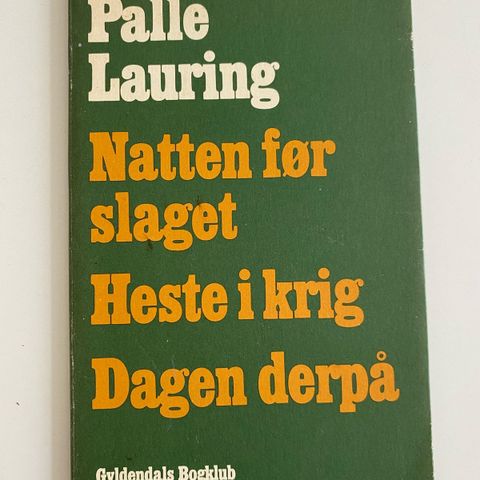 Palle
Lauring
Natten før
slaget
Heste i krig
Dagen derpå
Gyldendals Bogklub